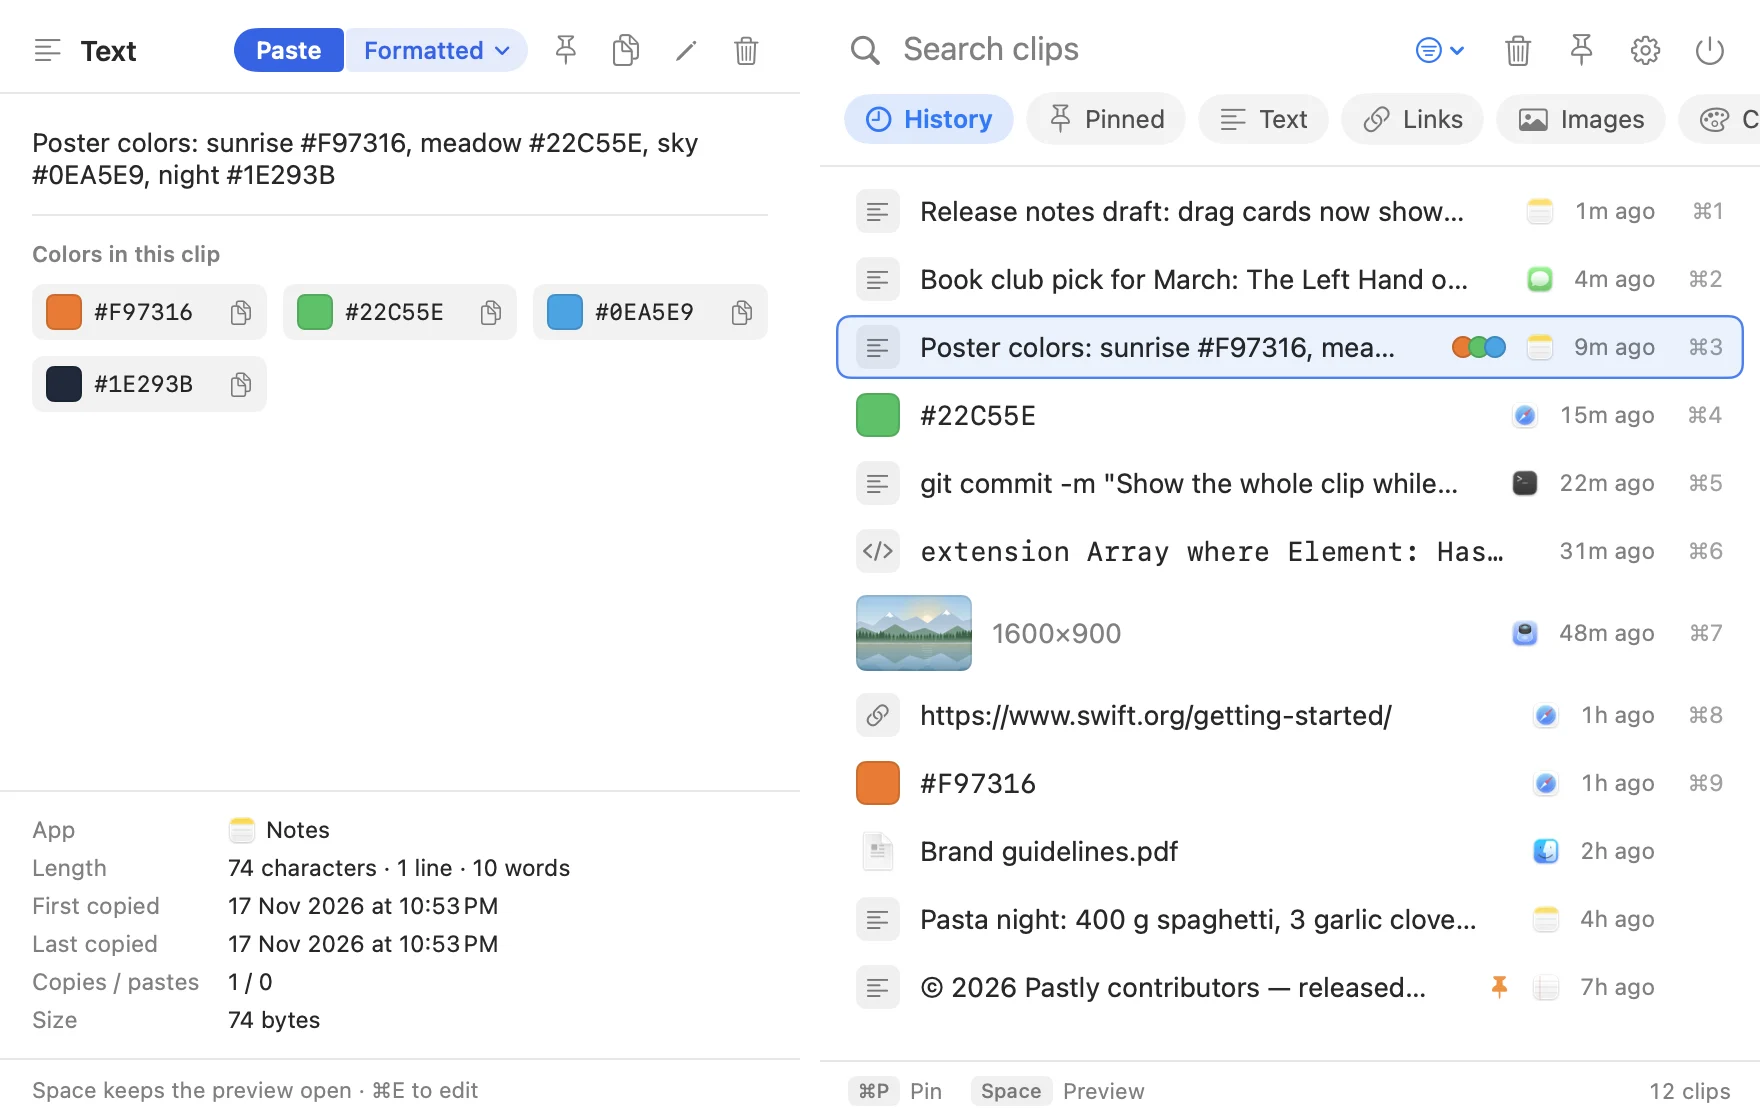 Text
Paste
Formatted
Poster colors: sunrise #F97316, meadow #22C55E, sky
#0EA5E9, night #1E293B
Colors in this clip
#F97316
#22C55E
#0EA5E9
#1E293B
App Notes
Length 74 characters · 1 line · 10 words
First copied 17 Nov 2026 at 10:53 PM
Last copied 17 Nov 2026 at 10:53 PM
Copies / pastes 1 / 0
Size 74 bytes
Space keeps the preview open · ⌘E to edit
Search clips
History
Pinned
Text
Links
Images
C
Release notes draft: drag cards now show... 1m ago ⌘1
Book club pick for March: The Left Hand o... 4m ago ⌘2
Poster colors: sunrise #F97316, mea... 9m ago ⌘3
#22C55E 15m ago ⌘4
git commit -m "Show the whole clip while... 22m ago ⌘5
</> extension Array where Element: Has... 31m ago ⌘6
1600×900 48m ago ⌘7
https://www.swift.org/getting-started/ 1h ago ⌘8
#F97316 1h ago ⌘9
Brand guidelines.pdf 2h ago
Pasta night: 400 g spaghetti, 3 garlic clove... 4h ago
© 2026 Pastly contributors — released... 7h ago
⌘P Pin Space Preview 12 clips